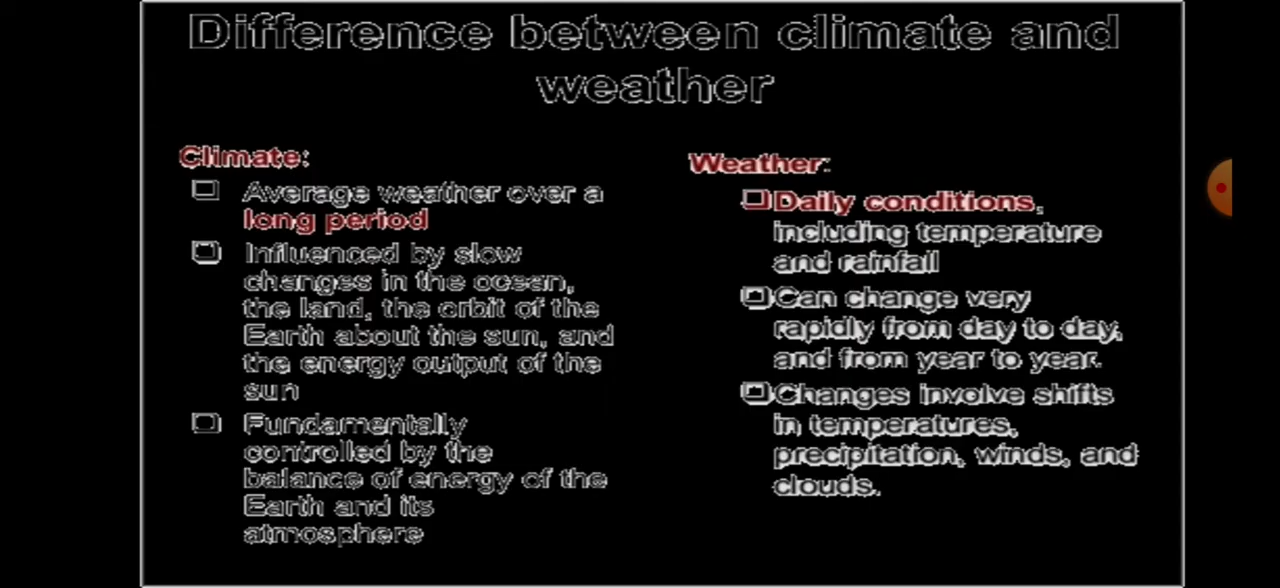 Difference between climate and
weather
Climate:
Average weather over a
long period
Influenced by slow
changes in the ocean,
the land, the orbit of the
Earth about the sun, and
the energy output of the
sun
Fundamentally
controlled by the
balance of energy of the
Earth and its
atmosphere
Weather:
Daily conditions,
including temperature
and rainfall
Can change very
rapidly from day to day,
and from year to year.
Changes involve shifts
in temperatures,
precipitation, winds, and
clouds.